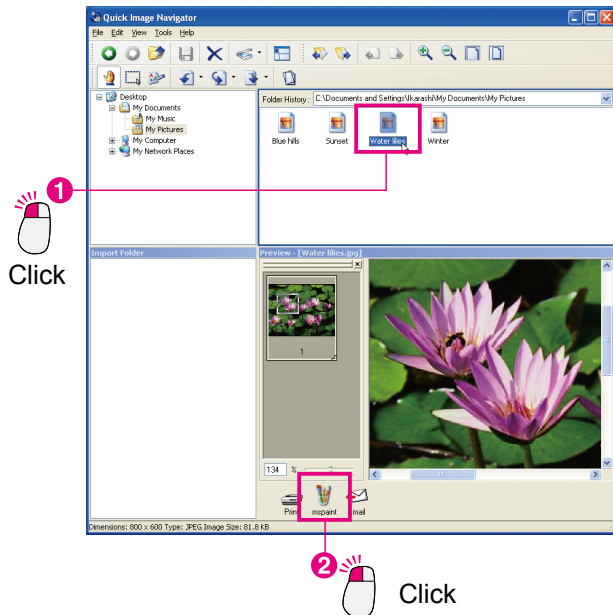 Quick Image Navigator
File Edit View Tools Help
Desktop
My Documents
My Music
My Pictures
My Computer
My Network Places
Folder History: C:\Documents and Settings\Ikarashi\My Documents\My Pictures
Blue hills Sunset Water lilies Winter
1
Click
Import Folder
Preview - [Water lilies.jpg]
1
134 %
Print mspaint mail
Dimensions: 800 x 600 Type: JPEG Image Size: 81.8 KB
2
Click